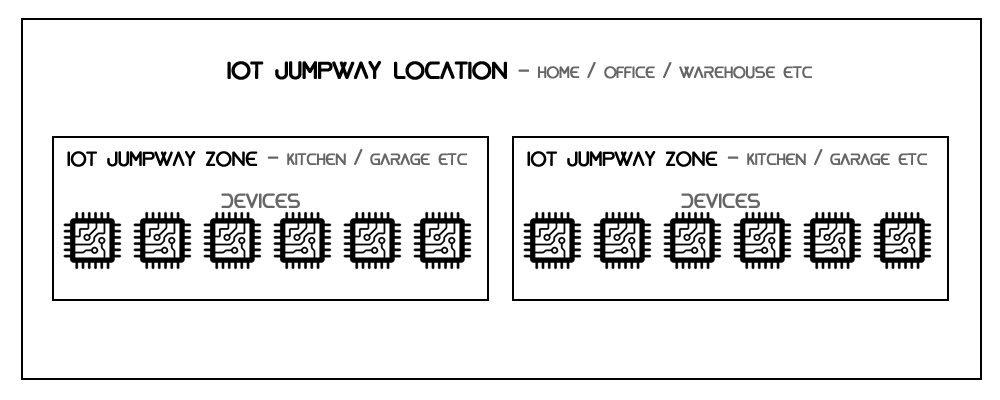 IOT JUMPWAY LOCATION - HOME / OFFICE / WAREHOUSE ETC
IOT JUMPWAY ZONE - KITCHEN / GARAGE ETC
DEVICES
IOT JUMPWAY ZONE - KITCHEN / GARAGE ETC
DEVICES